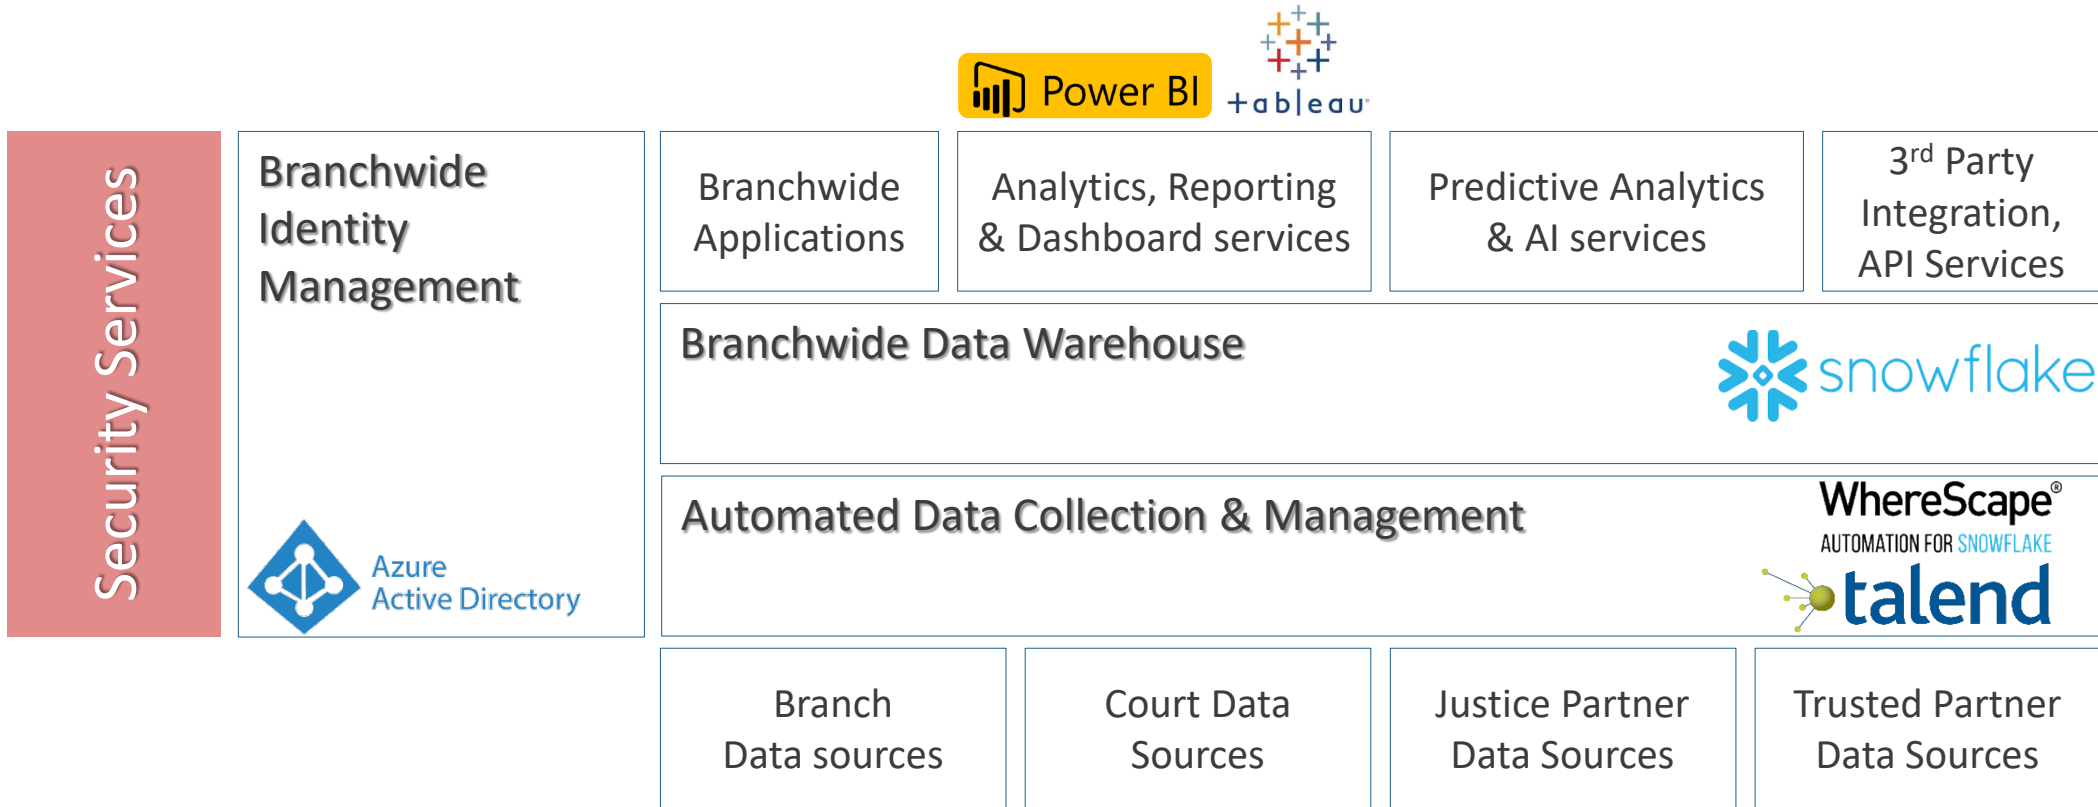 Power BI
+ableau
Security Services
Branchwide
Identity
Management
Azure
Active Directory
Branchwide
Applications
Analytics, Reporting
& Dashboard services
Predictive Analytics
& AI services
3rd Party
Integration,
API Services
Branchwide Data Warehouse
snowflake
Automated Data Collection & Management
WhereScape®
AUTOMATION FOR SNOWFLAKE
talend
Branch
Data sources
Court Data
Sources
Justice Partner
Data Sources
Trusted Partner
Data Sources